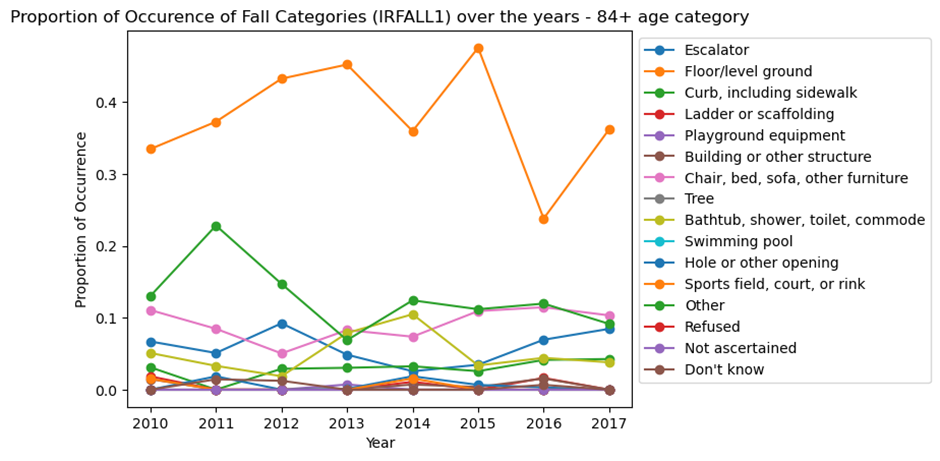 Proportion of Occurence of Fall Categories (IRFALL1) over the years - 84+ age category
Proportion of Occurrence
0.4
0.3
0.2
0.1
0.0
2010 2011 2012 2013 2014 2015 2016 2017
Year
Escalator
Floor/level ground
Curb, including sidewalk
Ladder or scaffolding
Playground equipment
Building or other structure
Chair, bed, sofa, other furniture
Tree
Bathtub, shower, toilet, commode
Swimming pool
Hole or other opening
Sports field, court, or rink
Other
Refused
Not ascertained
Don't know